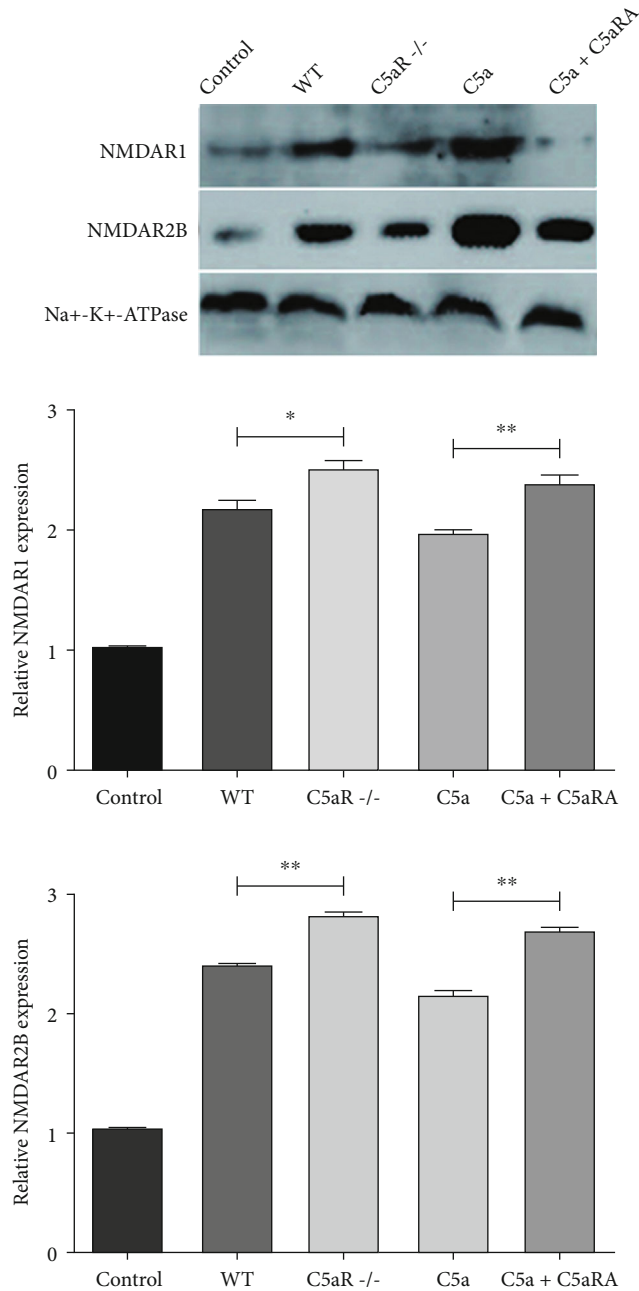 Control WT C5aR -/- C5a C5a + C5aRA
NMDAR1
NMDAR2B
Na+-K+-ATPase
3
2
1
0
Relative NMDAR1 expression
*
**
Control WT C5aR -/- C5a C5a + C5aRA
3
2
1
0
Relative NMDAR2B expression
**
**
Control WT C5aR -/- C5a C5a + C5aRA